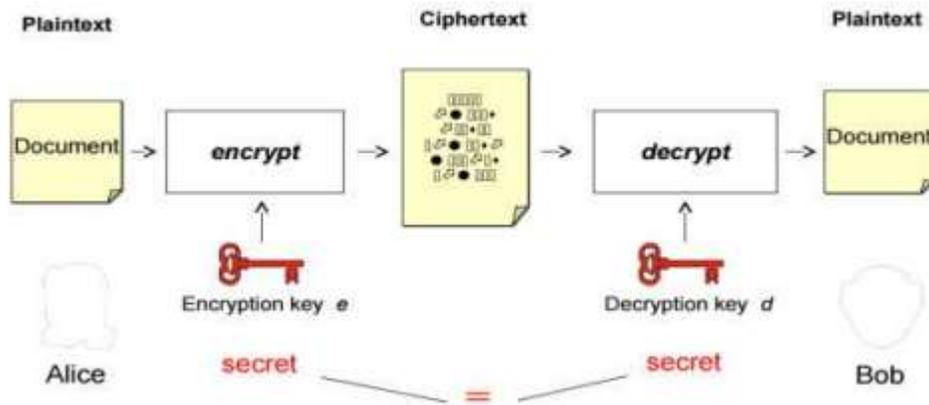 Plaintext
Ciphertext
Plaintext
Document
encrypt
decrypt
Document
Encryption key e
Decryption key d
secret
secret
Alice
=
Bob